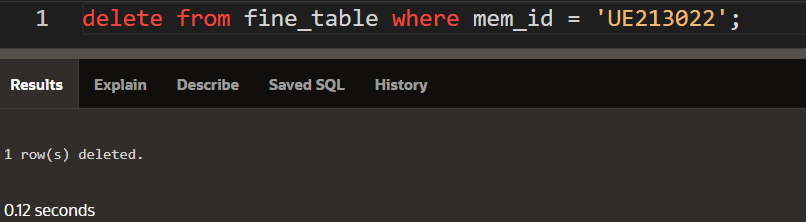 1 delete from fine_table where mem_id = 'UE213022';
Results Explain Describe Saved SQL History
1 row(s) deleted.
0.12 seconds